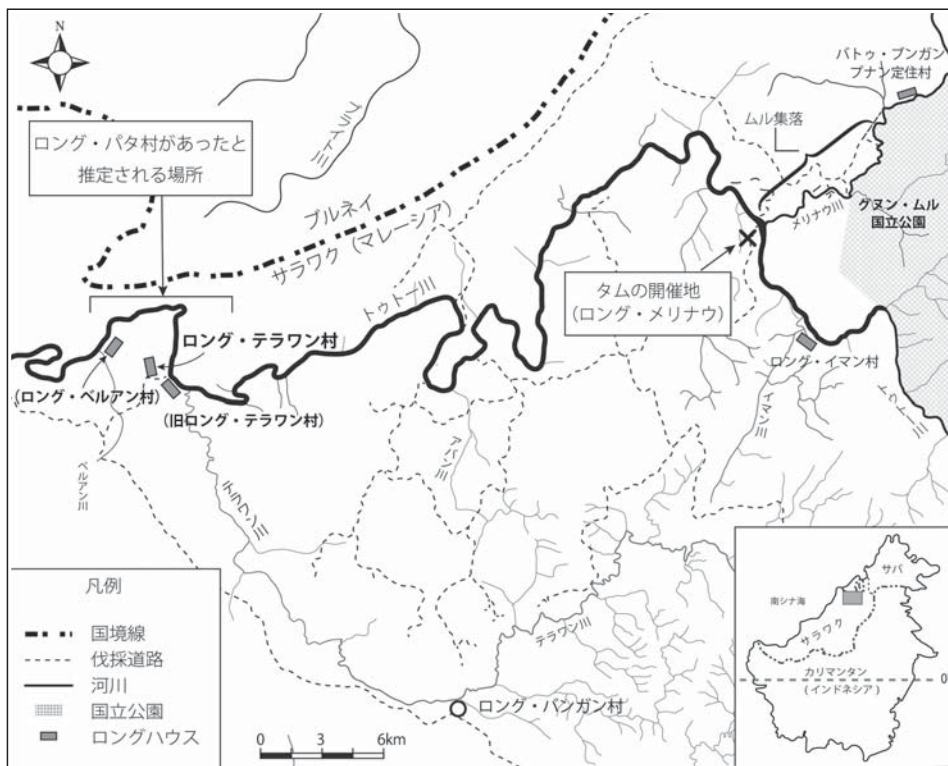 N
バトゥ・ブンガン
プナン定住村
ムル集落
ロング・パタ村があったと
推定される場所
ブライト川
ブルネイ
サラワク（マレーシア）
メリナウ川
グヌン・ムル
国立公園
タムの開催地
（ロング・メリナウ）
トゥトー川
ロング・テラワン村
ロング・イマン村
（ロング・ベルアン村）
（旧ロング・テラワン村）
イマン川
トゥトー川
アパン川
ベルアン川
テラワン川
凡例
国境線
伐採道路
河川
国立公園
ロングハウス
テラワン川
ロング・バンガン村
0 3 6km
サバ
南シナ海
サラワク
カリマンタン
（インドネシア）
0